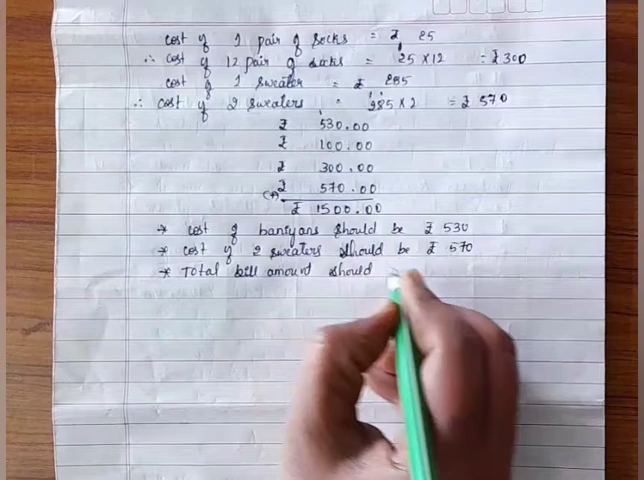 cost of 1 pair of socks = ₹ 25
∴ cost of 12 pair of socks = 25 × 12 = ₹ 300
cost of 1 sweater = ₹ 285
∴ cost of 2 sweaters = 285 × 2 = ₹ 570
₹ 530.00
₹ 100.00
₹ 300.00
(+) ₹ 570.00
₹ 1500.00
* cost of baniyans should be ₹ 530
* cost of 2 sweaters should be ₹ 570
* Total bill amount should